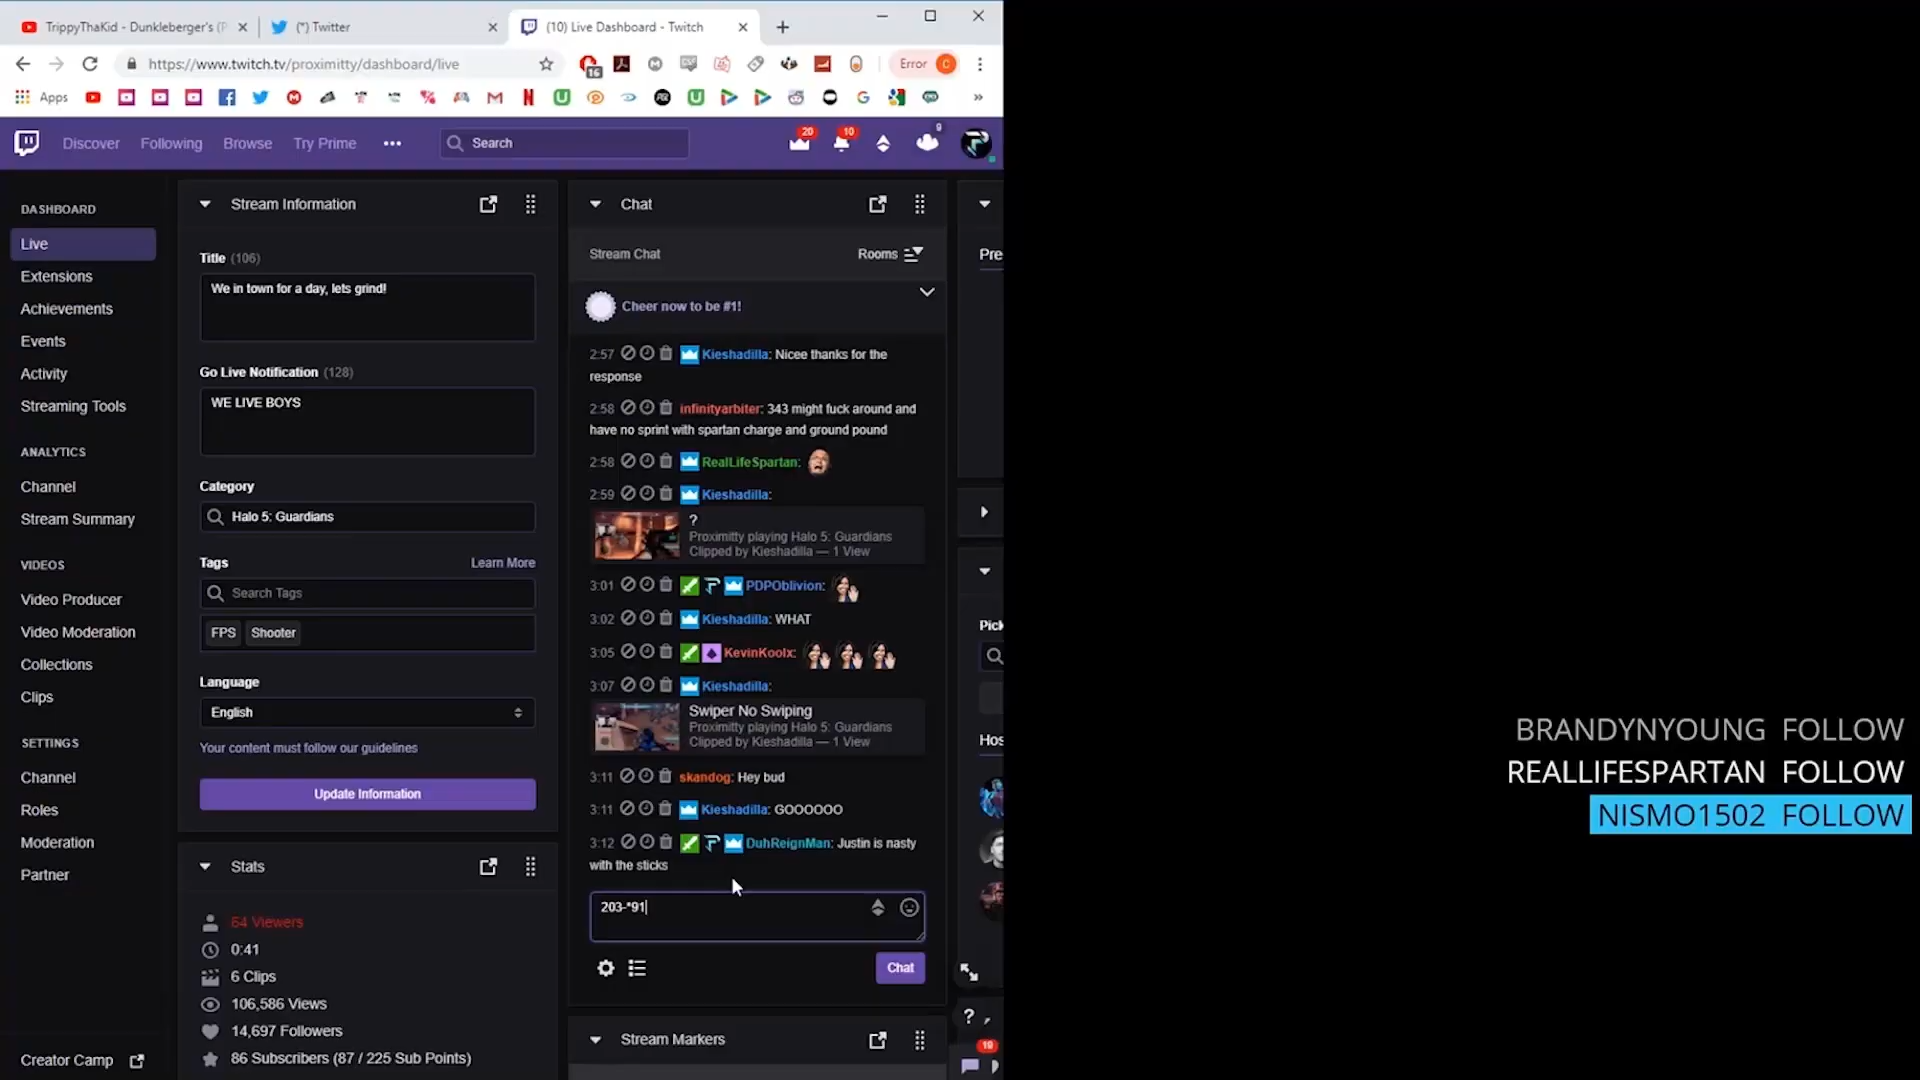 TrippyThaKid - Dunkleberger's (P
(*) Twitter
(10) Live Dashboard - Twitch
https://www.twitch.tv/proximitty/dashboard/live
16
Error C
Apps
Discover
Following
Browse
Try Prime
Search
20
10
9
DASHBOARD
Live
Extensions
Achievements
Events
Activity
Streaming Tools
ANALYTICS
Channel
Stream Summary
VIDEOS
Video Producer
Video Moderation
Collections
Clips
SETTINGS
Channel
Roles
Moderation
Partner
Creator Camp
Stream Information
Title (106)
We in town for a day, lets grind!
Go Live Notification (128)
WE LIVE BOYS
Category
Halo 5: Guardians
Tags
Learn More
Search Tags
FPS
Shooter
Language
English
Your content must follow our guidelines
Update Information
Stats
64 Viewers
0:41
6 Clips
106,586 Views
14,697 Followers
86 Subscribers (87 / 225 Sub Points)
Chat
Stream Chat
Rooms
Cheer now to be #1!
2:57 Kieshadilla: Nicee thanks for the
response
2:58 infinityarbiter: 343 might fuck around and
have no sprint with spartan charge and ground pound
2:58 RealLifeSpartan:
2:59 Kieshadilla:
?
Proximitty playing Halo 5: Guardians
Clipped by Kieshadilla — 1 View
3:01 PDPOblivion:
3:02 Kieshadilla: WHAT
3:05 KevinKoolx:
3:07 Kieshadilla:
Swiper No Swiping
Proximitty playing Halo 5: Guardians
Clipped by Kieshadilla — 1 View
3:11 skandog: Hey bud
3:11 Kieshadilla: GOOOOOO
3:12 DuhReignMan: Justin is nasty
with the sticks
203-*91
Chat
Stream Markers
Pre
Pick
Hos
?
19
BRANDYNYOUNG FOLLOW
REALLIFESPARTAN FOLLOW
NISMO1502 FOLLOW